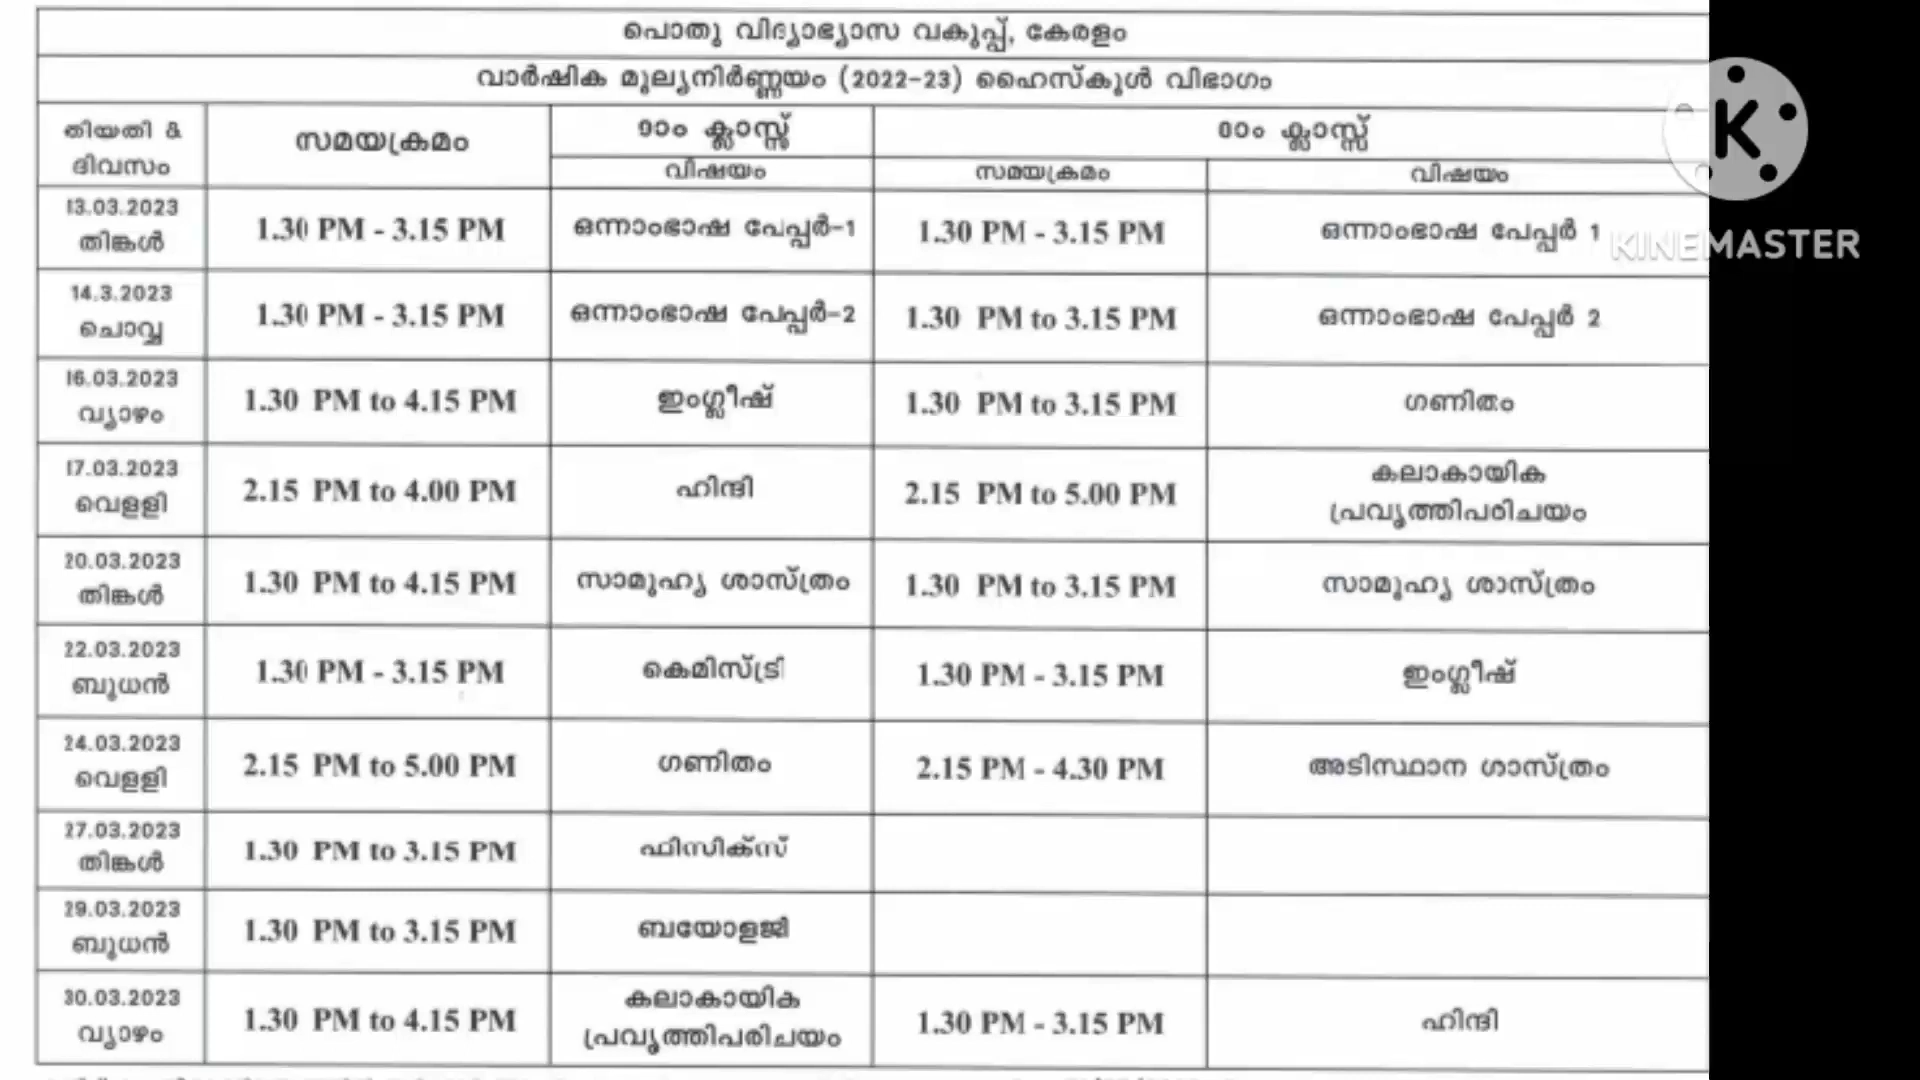 പൊതു വിദ്യാഭ്യാസ വകുപ്പ്, കേരളം
വാർഷിക മൂല്യനിർണ്ണയം (2022-23) ഹൈസ്കൂൾ വിഭാഗം
തിയതി & ദിവസം
സമയക്രമം
9ാം ക്ലാസ്സ്
8ാം ക്ലാസ്സ്
വിഷയം
സമയക്രമം
വിഷയം
13.03.2023
തിങ്കൾ
1.30 PM - 3.15 PM
ഒന്നാംഭാഷ പേപ്പർ-1
1.30 PM - 3.15 PM
ഒന്നാംഭാഷ പേപ്പർ 1
14.3.2023
ചൊവ്വ
1.30 PM - 3.15 PM
ഒന്നാംഭാഷ പേപ്പർ-2
1.30 PM to 3.15 PM
ഒന്നാംഭാഷ പേപ്പർ 2
16.03.2023
വ്യാഴം
1.30 PM to 4.15 PM
ഇംഗ്ലീഷ്
1.30 PM to 3.15 PM
ഗണിതം
17.03.2023
വെളളി
2.15 PM to 4.00 PM
ഹിന്ദി
2.15 PM to 5.00 PM
കലാകായിക
പ്രവൃത്തിപരിചയം
20.03.2023
തിങ്കൾ
1.30 PM to 4.15 PM
സാമൂഹ്യ ശാസ്ത്രം
1.30 PM to 3.15 PM
സാമൂഹ്യ ശാസ്ത്രം
22.03.2023
ബുധൻ
1.30 PM - 3.15 PM
കെമിസ്ട്രി
1.30 PM - 3.15 PM
ഇംഗ്ലീഷ്
24.03.2023
വെളളി
2.15 PM to 5.00 PM
ഗണിതം
2.15 PM - 4.30 PM
അടിസ്ഥാന ശാസ്ത്രം
27.03.2023
തിങ്കൾ
1.30 PM to 3.15 PM
ഫിസിക്സ്
29.03.2023
ബുധൻ
1.30 PM to 3.15 PM
ബയോളജി
30.03.2023
വ്യാഴം
1.30 PM to 4.15 PM
കലാകായിക
പ്രവൃത്തിപരിചയം
1.30 PM - 3.15 PM
ഹിന്ദി
K
KINEMASTER